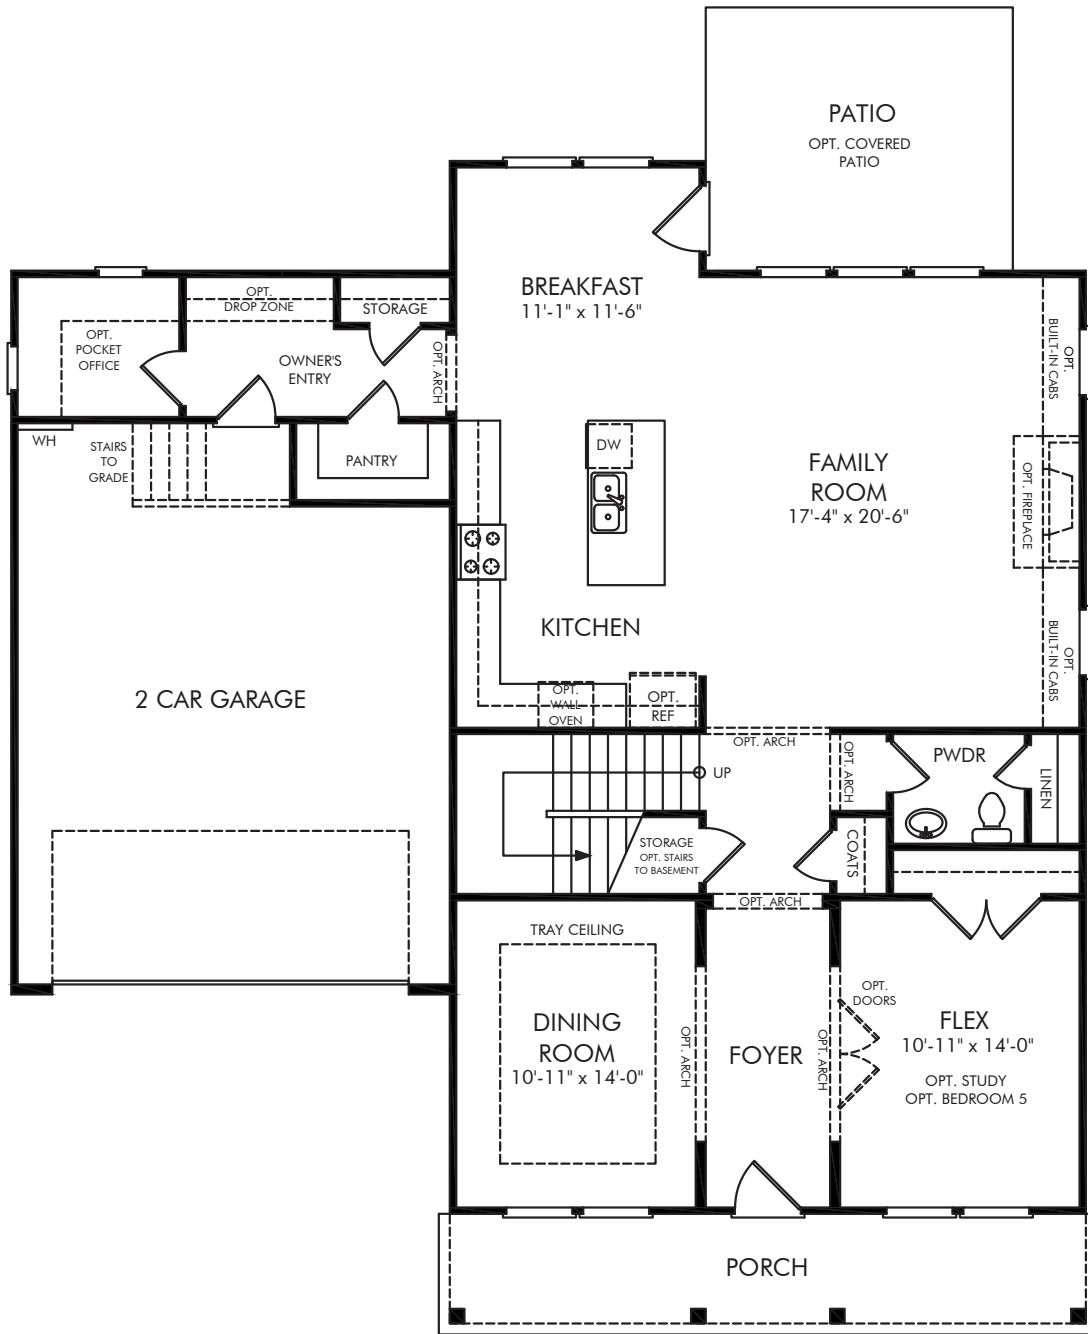 PATIO
OPT. COVERED
PATIO
BREAKFAST
11'-1" x 11'-6"
OPT.
DROP ZONE
STORAGE
OPT.
POCKET
OFFICE
OWNER'S
ENTRY
OPT. ARCH
OPT.
BUILT-IN CABS
WH
STAIRS
TO
GRADE
PANTRY
DW
FAMILY
ROOM
17'-4" x 20'-6"
OPT. FIREPLACE
KITCHEN
OPT.
BUILT-IN CABS
2 CAR GARAGE
OPT.
WALL
OVEN
OPT.
REF
OPT. ARCH
UP
OPT. ARCH
PWDR
LINEN
STORAGE
OPT. STAIRS
TO BASEMENT
COATS
OPT. ARCH
TRAY CEILING
DINING
ROOM
10'-11" x 14'-0"
OPT. ARCH
FOYER
OPT. ARCH
OPT.
DOORS
FLEX
10'-11" x 14'-0"
OPT. STUDY
OPT. BEDROOM 5
PORCH